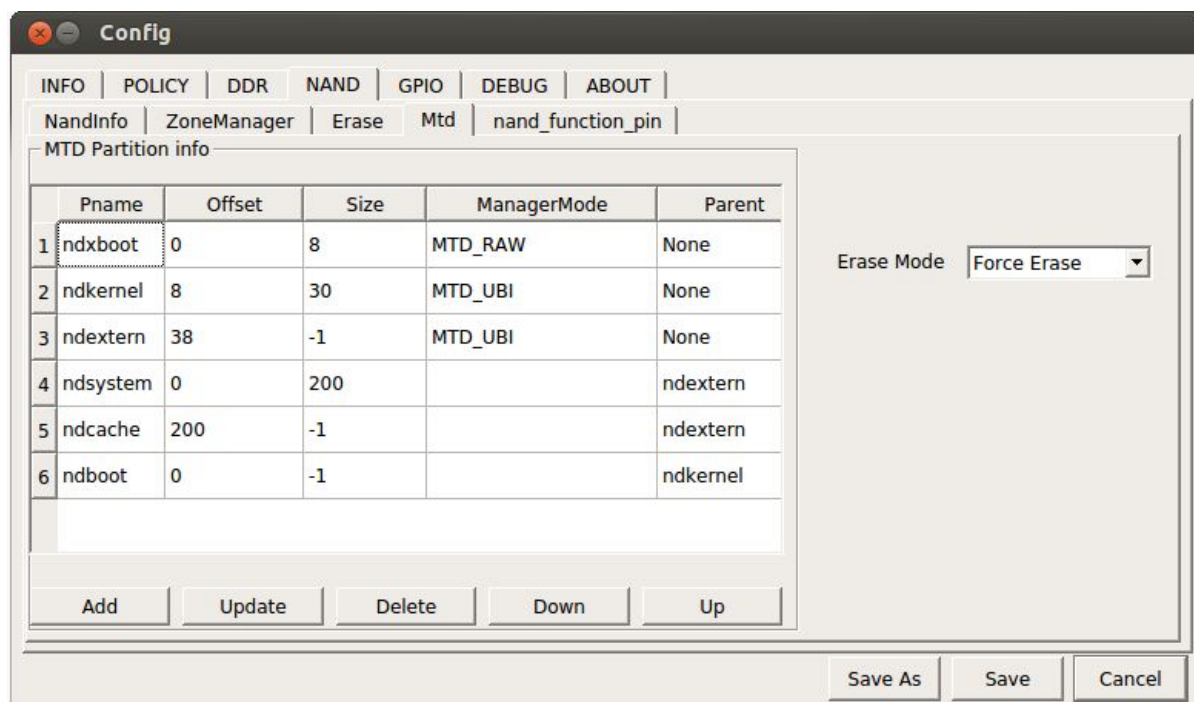 Config
INFO POLICY DDR NAND GPIO DEBUG ABOUT
NandInfo ZoneManager Erase Mtd nand_function_pin
MTD Partition info
Pname Offset Size ManagerMode Parent
1 ndxboot 0 8 MTD_RAW None
2 ndkernel 8 30 MTD_UBI None
3 ndextern 38 -1 MTD_UBI None
4 ndsystem 0 200 ndextern
5 ndcache 200 -1 ndextern
6 ndboot 0 -1 ndkernel
Erase Mode Force Erase
Add Update Delete Down Up
Save As Save Cancel